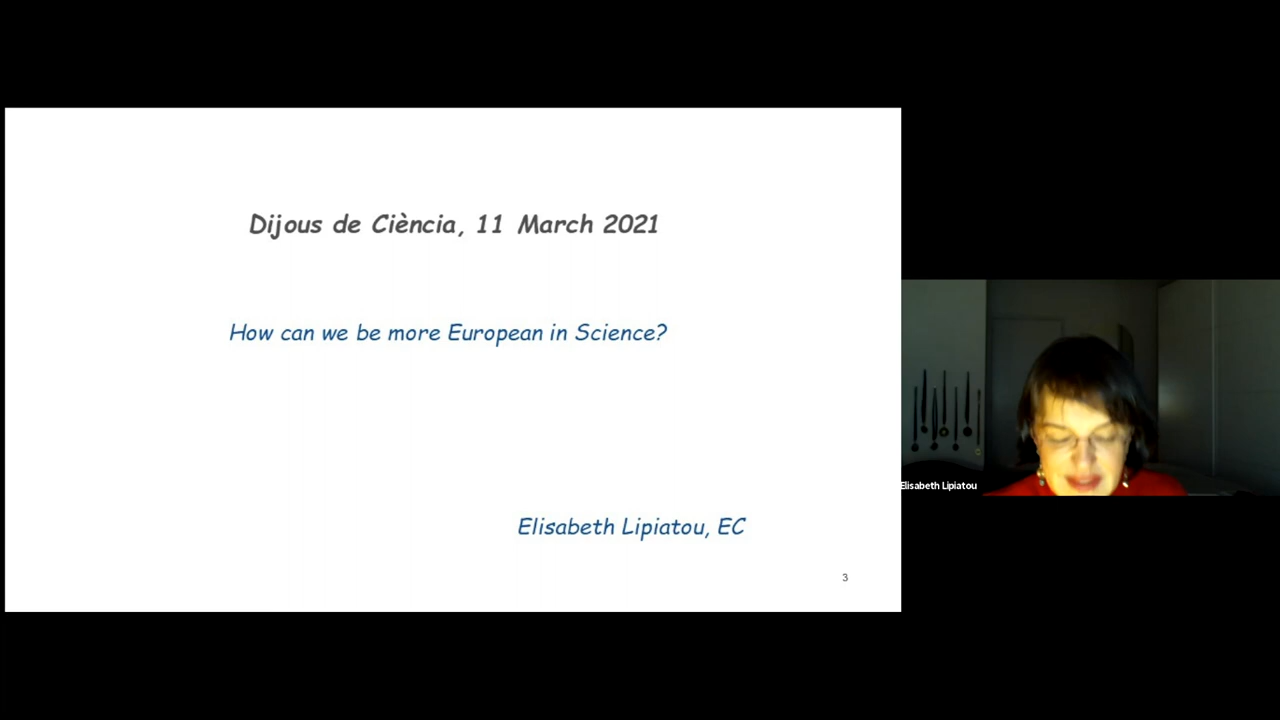 Dijous de Ciència, 11 March 2021
How can we be more European in Science?
Elisabeth Lipiatou, EC
3
Elisabeth Lipiatou